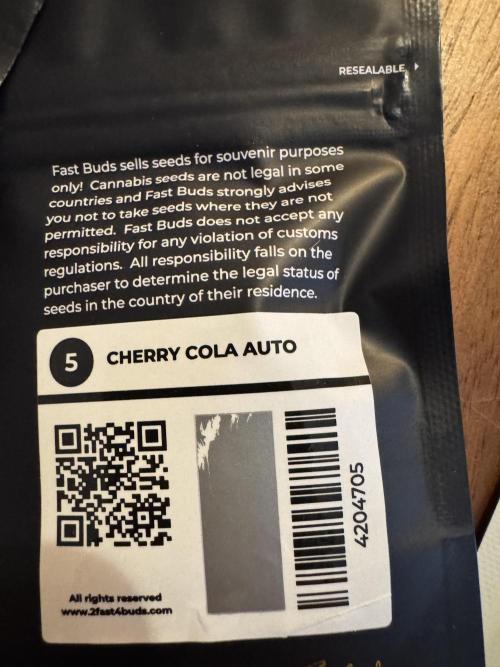 RESEALABLE
Fast Buds sells seeds for souvenir purposes
only! Cannabis seeds are not legal in some
countries and Fast Buds strongly advises
you not to take seeds where they are not
permitted. Fast Buds does not accept any
responsibility for any violation of customs
regulations. All responsibility falls on the
purchaser to determine the legal status of
seeds in the country of their residence.
5 CHERRY COLA AUTO
4204705
All rights reserved
www.2fast4buds.com